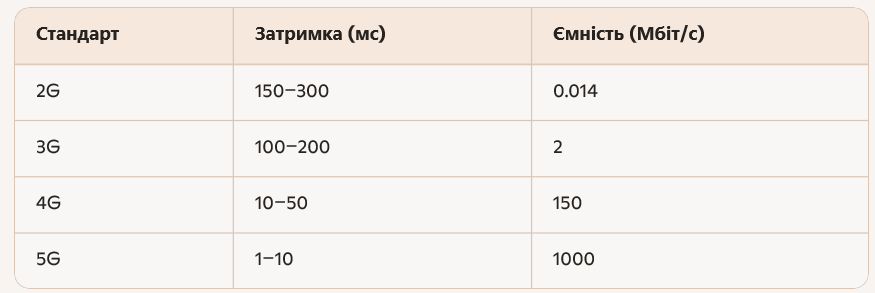 Стандарт Затримка (мс) Ємність (Мбіт/с)
2G 150–300 0.014
3G 100–200 2
4G 10–50 150
5G 1–10 1000